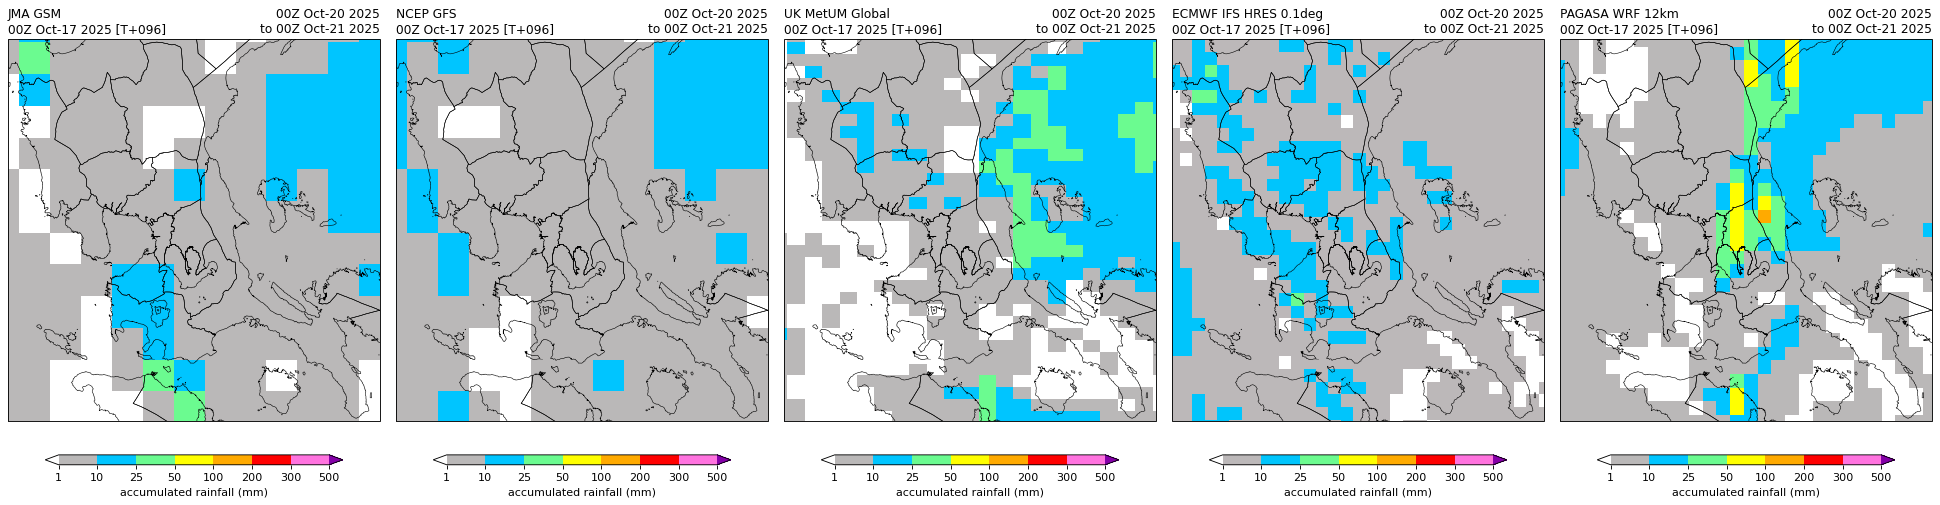 JMA GSM 00Z Oct-20 2025
00Z Oct-17 2025 [T+096] to 00Z Oct-21 2025
1 10 25 50 100 200 300 500
accumulated rainfall (mm)
NCEP GFS 00Z Oct-20 2025
00Z Oct-17 2025 [T+096] to 00Z Oct-21 2025
1 10 25 50 100 200 300 500
accumulated rainfall (mm)
UK MetUM Global 00Z Oct-20 2025
00Z Oct-17 2025 [T+096] to 00Z Oct-21 2025
1 10 25 50 100 200 300 500
accumulated rainfall (mm)
ECMWF IFS HRES 0.1deg 00Z Oct-20 2025
00Z Oct-17 2025 [T+096] to 00Z Oct-21 2025
1 10 25 50 100 200 300 500
accumulated rainfall (mm)
PAGASA WRF 12km 00Z Oct-20 2025
00Z Oct-17 2025 [T+096] to 00Z Oct-21 2025
1 10 25 50 100 200 300 500
accumulated rainfall (mm)